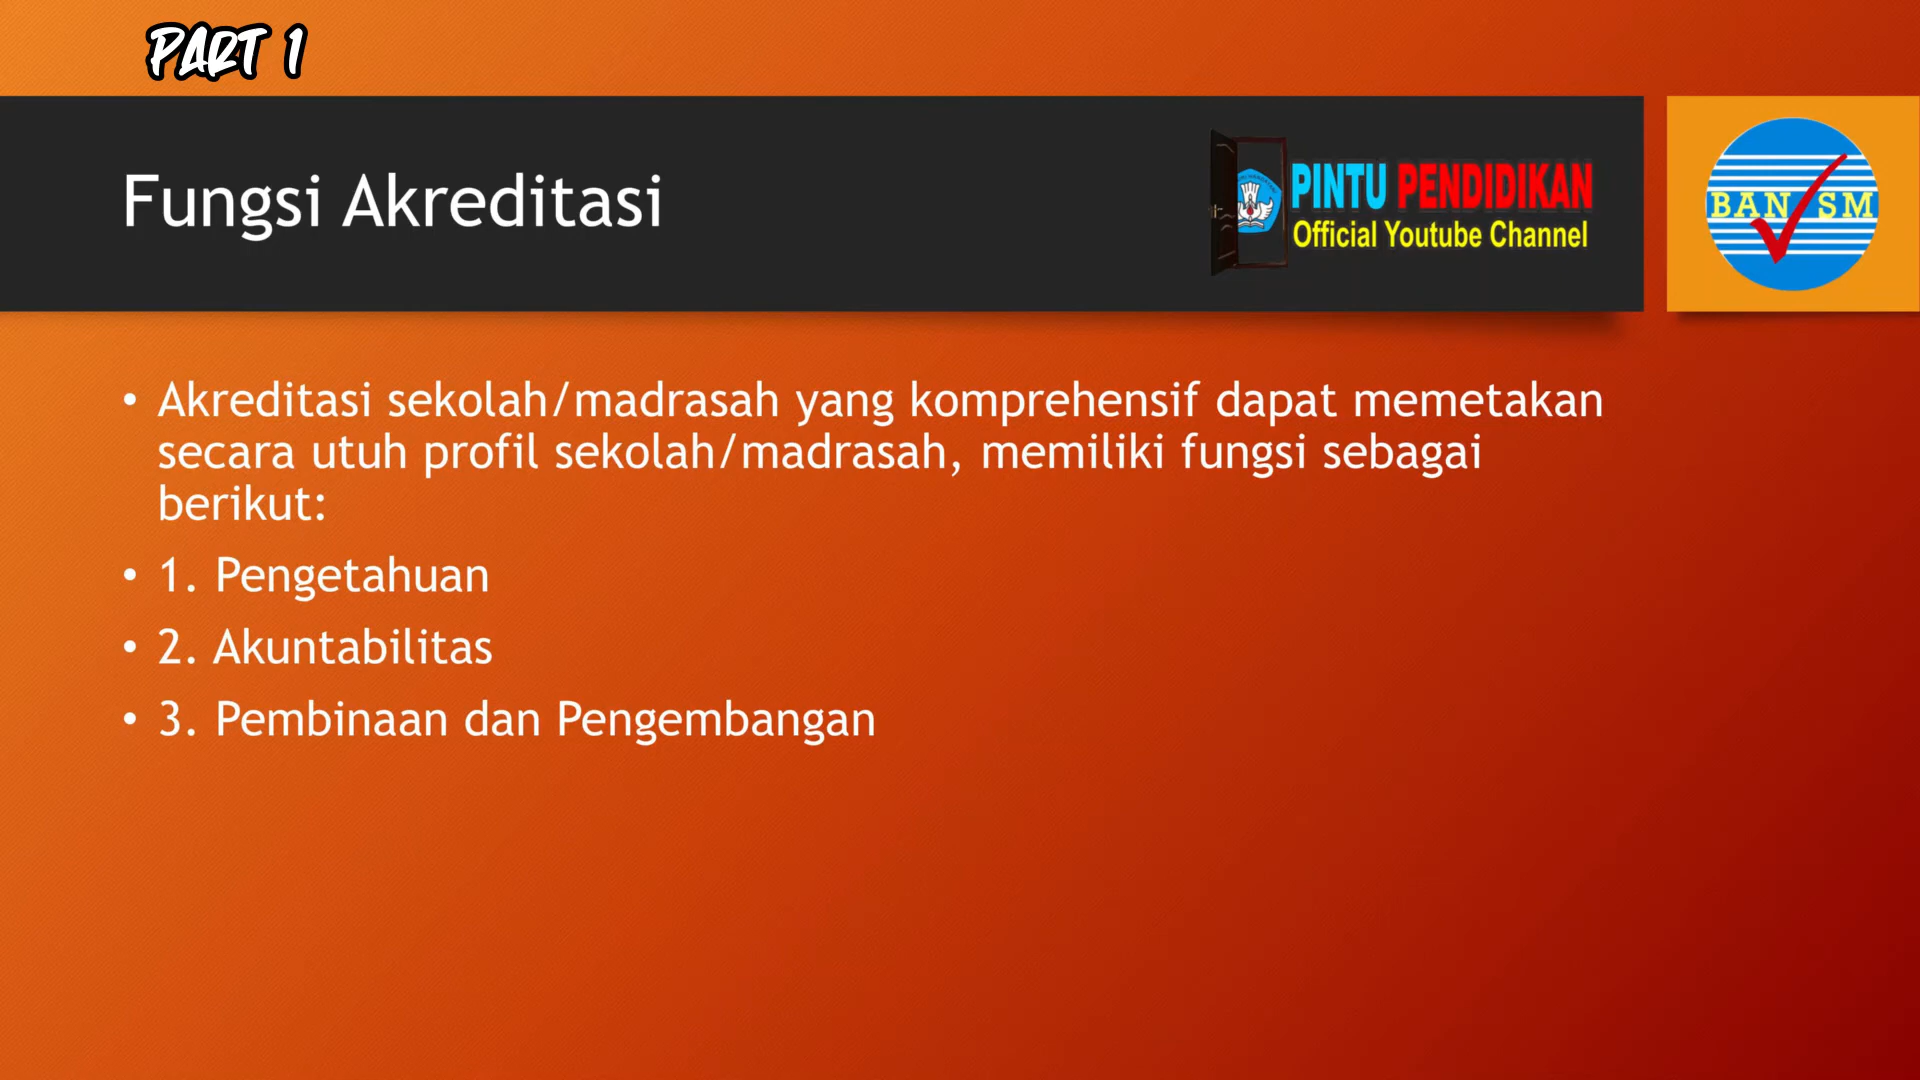 PART 1
Fungsi Akreditasi
PINTU PENDIDIKAN
Official Youtube Channel
BAN SM
• Akreditasi sekolah/madrasah yang komprehensif dapat memetakan
secara utuh profil sekolah/madrasah, memiliki fungsi sebagai
berikut:
• 1. Pengetahuan
• 2. Akuntabilitas
• 3. Pembinaan dan Pengembangan